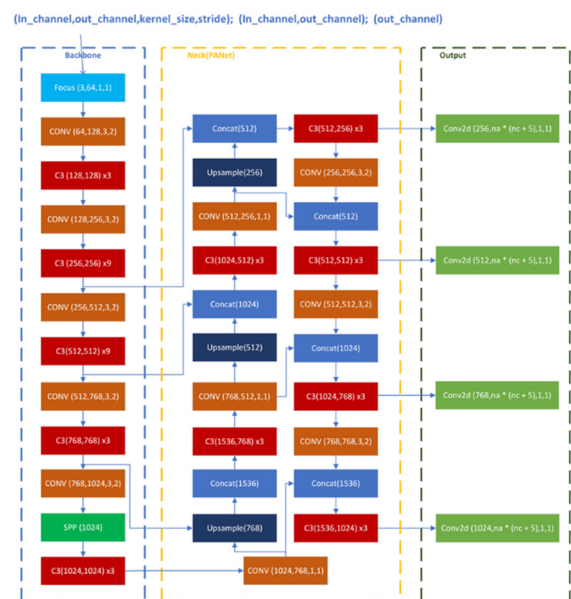 (In_channel,out_channel,kernel_size,stride); (In_channel,out_channel); (out_channel)
Backbone
Focus (3,64,1,1)
CONV (64,128,3,2)
C3 (128,128) x3
CONV (128,256,3,2)
C3 (256,256) x9
CONV (256,512,3,2)
C3(512,512) x9
CONV (512,768,3,2)
C3(768,768) x3
CONV (768,1024,3,2)
SPP (1024)
C3(1024,1024) x3
Neck(PANet)
Concat(512)
Upsample(256)
CONV (512,256,1,1)
C3(1024,512) x3
Concat(1024)
Upsample(512)
CONV (768,512,1,1)
C3(1536,768) x3
Concat(1536)
Upsample(768)
CONV (1024,768,1,1)
C3(512,256) x3
CONV (256,256,3,2)
Concat(512)
C3(512,512) x3
CONV (512,512,3,2)
Concat(1024)
C3(1024,768) x3
CONV (768,768,3,2)
Concat(1536)
C3(1536,1024) x3
Output
Conv2d (256,na * (nc + 5),1,1)
Conv2d (512,na * (nc + 5),1,1)
Conv2d (768,na * (nc + 5),1,1)
Conv2d (1024,na * (nc + 5),1,1)